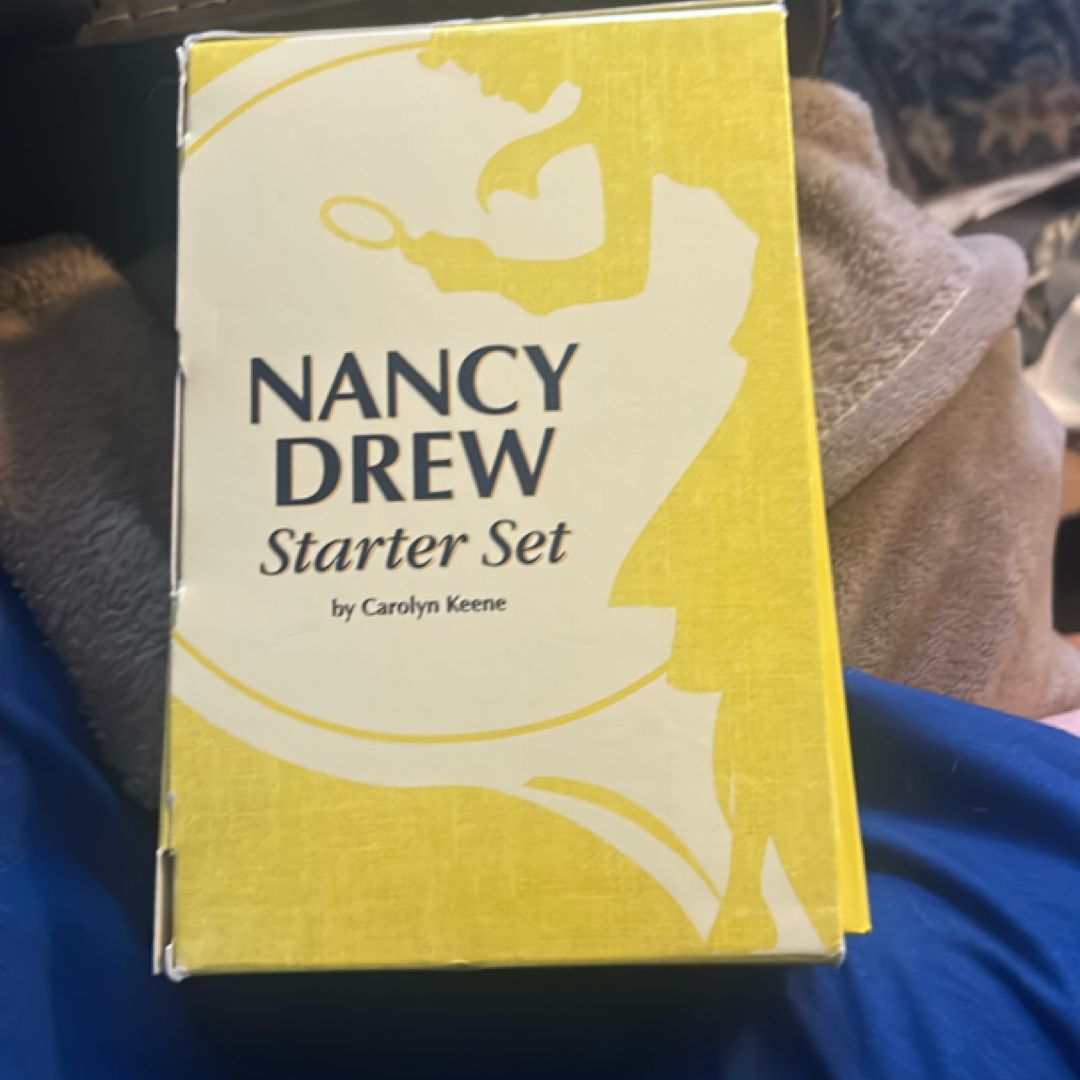 NANCY
DREW
Starter Set
by Carolyn Keene